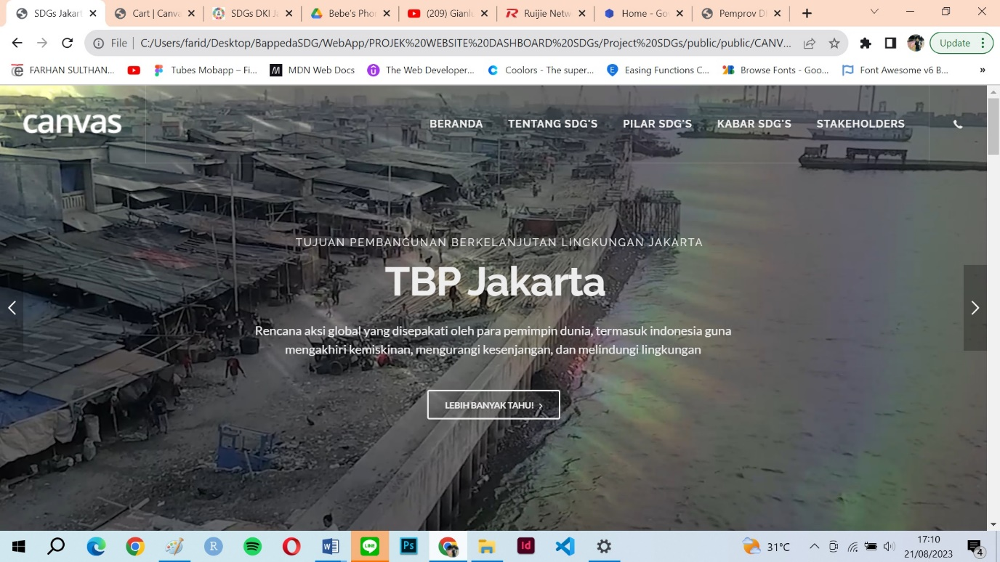 SDGs Jakart
Cart | Canva
SDGs DKI J
Bebe's Pho
(209) Gianl
Ruijie Netw
Home - Go
Pemprov D
File
C:/Users/farid/Desktop/BappedaSDG/WebApp/PROJEK%20WEBSITE%20DASHBOARD%20SDGs/Project%20SDGs/public/public/CANV...
Update
FARHAN SULTHAN...
Tubes Mobapp – Fi...
MDN Web Docs
The Web Developer...
Coolors - The super...
Easing Functions C...
Browse Fonts - Goo...
Font Awesome v6 B...
»
canvas
BERANDA
TENTANG SDG'S
PILAR SDG'S
KABAR SDG'S
STAKEHOLDERS
TUJUAN PEMBANGUNAN BERKELANJUTAN LINGKUNGAN JAKARTA
TBP Jakarta
Rencana aksi global yang disepakati oleh para pemimpin dunia, termasuk indonesia guna
mengakhiri kemiskinan, mengurangi kesenjangan, dan melindungi lingkungan
LEBIH BANYAK TAHU! ›
31°C
17:10
21/08/2023
4